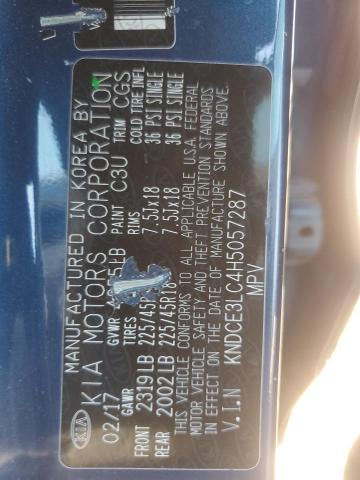 MANUFACTURED IN KOREA BY
KIA MOTORS CORPORATION
KIA
02/17 GVWR LB PAINT C3U TRIM CGS
GAWR TIRES RIMS COLD TIRE INFL
FRONT 2319LB 225/45R18 7.5Jx18 36 PSI SINGLE
REAR 2002LB 225/45R18 7.5Jx18 36 PSI SINGLE
THIS VEHICLE CONFORMS TO ALL APPLICABLE U.S.A. FEDERAL
MOTOR VEHICLE SAFETY AND THEFT PREVENTION STANDARDS
IN EFFECT ON THE DATE OF MANUFACTURE SHOWN ABOVE.
V.I.N KNDCE3LC4H5057287
MPV